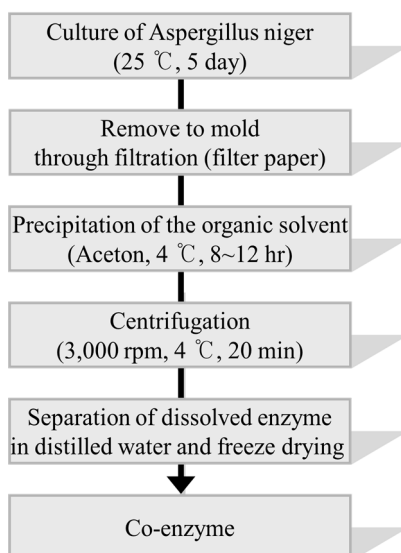 Culture of Aspergillus niger
(25 ℃, 5 day)
Remove to mold
through filtration (filter paper)
Precipitation of the organic solvent
(Aceton, 4 ℃, 8~12 hr)
Centrifugation
(3,000 rpm, 4 ℃, 20 min)
Separation of dissolved enzyme
in distilled water and freeze drying
Co-enzyme